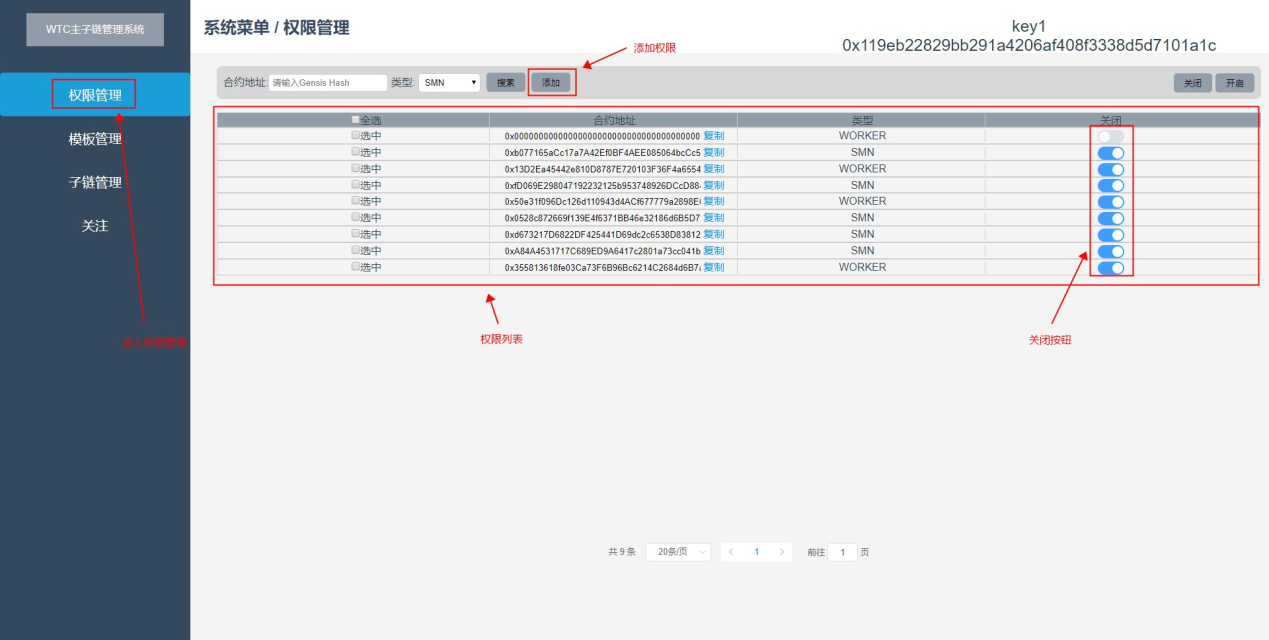 WTC主子链管理系统
系统菜单 / 权限管理
key1
0x119eb22829bb291a4206af408f3338d5d7101a1c
添加权限
合约地址: 请输入Gensis Hash 类型: SMN 搜索 添加 关闭 开启
权限管理
模板管理
子链管理
关注
进入权限管理
全选 合约地址 类型 关闭
选中 0x00000000000000000000000000000000000000 复制 WORKER
选中 0xb077165aCc17a7A42Ef0BF4AEE085064bcCc5 复制 SMN
选中 0x13D2Ea45442e810D8787E720103F36F4a6554 复制 WORKER
选中 0xfD069E298047192232125b953748926DCcD88 复制 SMN
选中 0x50e31f096Dc126d110943d4ACf677779a2898E 复制 WORKER
选中 0x0528c872669f139E4f6371BB46e32186d6B5D7 复制 SMN
选中 0xd673217D6822DF425441D69dc2c6538D83812 复制 SMN
选中 0xA84A4531717C689ED9A6417c2801a73cc041b 复制 SMN
选中 0x355813618fe03Ca73F6B96Bc6214C2684d6B7 复制 WORKER
权限列表
关闭按钮
共 9 条 20条/页 1 前往 1 页